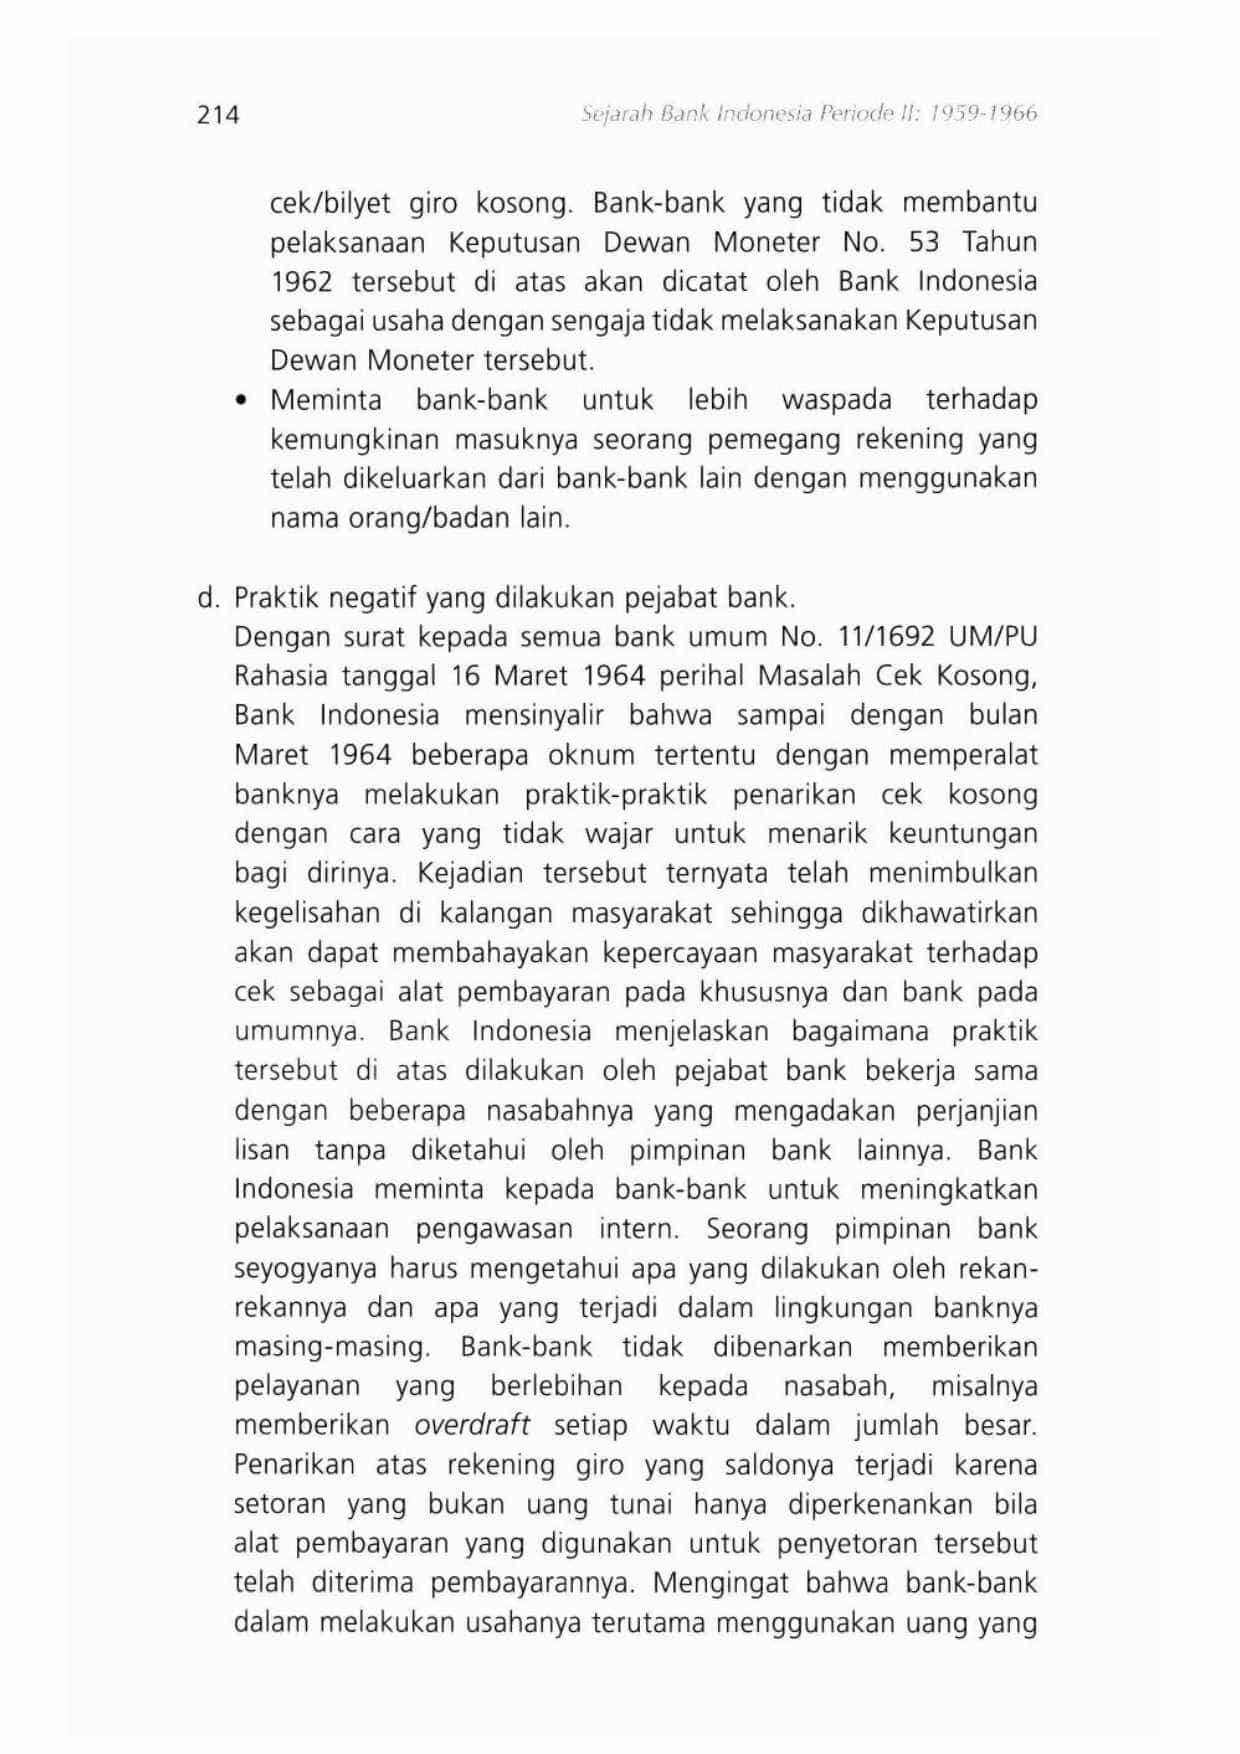 214
Sejarah Bank Indonesia Periode II: 1959-1966
cek/bilyet giro kosong. Bank-bank yang tidak membantu
pelaksanaan Keputusan Dewan Moneter No. 53 Tahun
1962 tersebut di atas akan dicatat oleh Bank Indonesia
sebagai usaha dengan sengaja tidak melaksanakan Keputusan
Dewan Moneter tersebut.
• Meminta bank-bank untuk lebih waspada terhadap
kemungkinan masuknya seorang pemegang rekening yang
telah dikeluarkan dari bank-bank lain dengan menggunakan
nama orang/badan lain.
d. Praktik negatif yang dilakukan pejabat bank.
Dengan surat kepada semua bank umum No. 11/1692 UM/PU
Rahasia tanggal 16 Maret 1964 perihal Masalah Cek Kosong,
Bank Indonesia mensinyalir bahwa sampai dengan bulan
Maret 1964 beberapa oknum tertentu dengan memperalat
banknya melakukan praktik-praktik penarikan cek kosong
dengan cara yang tidak wajar untuk menarik keuntungan
bagi dirinya. Kejadian tersebut ternyata telah menimbulkan
kegelisahan di kalangan masyarakat sehingga dikhawatirkan
akan dapat membahayakan kepercayaan masyarakat terhadap
cek sebagai alat pembayaran pada khususnya dan bank pada
umumnya. Bank Indonesia menjelaskan bagaimana praktik
tersebut di atas dilakukan oleh pejabat bank bekerja sama
dengan beberapa nasabahnya yang mengadakan perjanjian
lisan tanpa diketahui oleh pimpinan bank lainnya. Bank
Indonesia meminta kepada bank-bank untuk meningkatkan
pelaksanaan pengawasan intern. Seorang pimpinan bank
seyogyanya harus mengetahui apa yang dilakukan oleh rekan-
rekannya dan apa yang terjadi dalam lingkungan banknya
masing-masing. Bank-bank tidak dibenarkan memberikan
pelayanan yang berlebihan kepada nasabah, misalnya
memberikan overdraft setiap waktu dalam jumlah besar.
Penarikan atas rekening giro yang saldonya terjadi karena
setoran yang bukan uang tunai hanya diperkenankan bila
alat pembayaran yang digunakan untuk penyetoran tersebut
telah diterima pembayarannya. Mengingat bahwa bank-bank
dalam melakukan usahanya terutama menggunakan uang yang